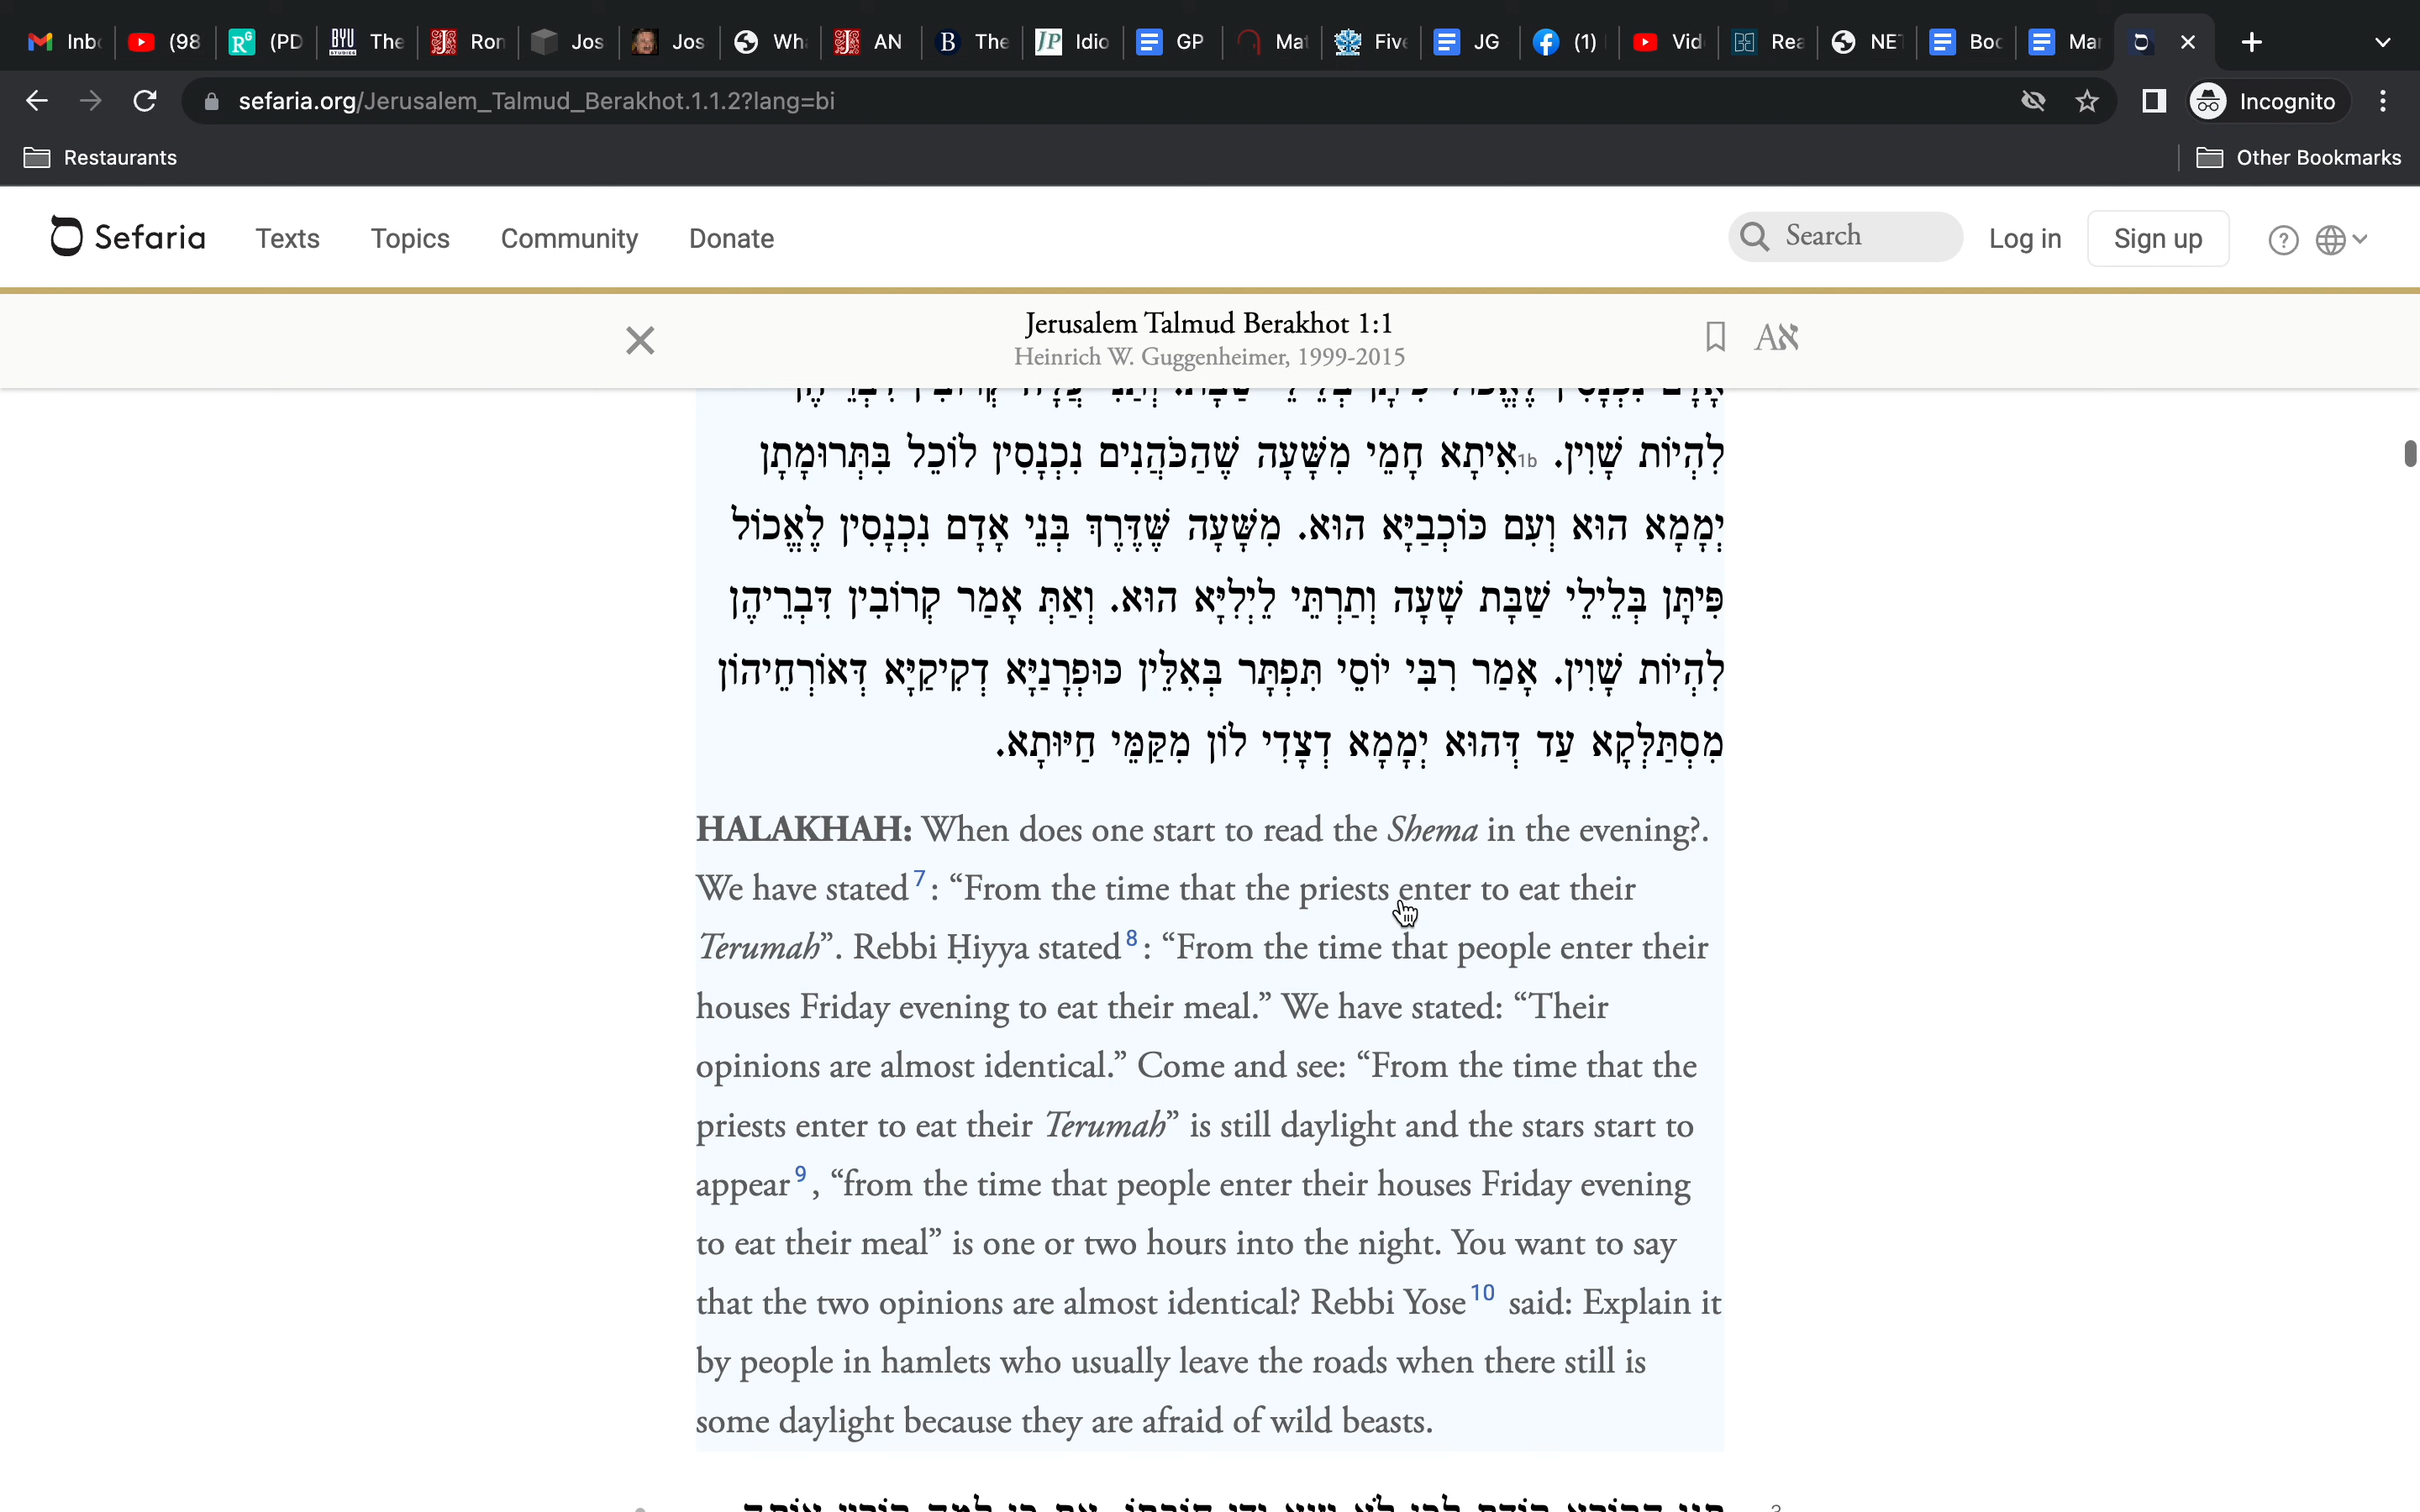 Inb
(98
(PD
The
Ron
Jos
Jos
Wh
AN
The
Idio
GP
Mat
Five
JG
(1)
Vid
Rea
NET
Boo
Mar
sefaria.org/Jerusalem_Talmud_Berakhot.1.1.2?lang=bi
Incognito
Restaurants
Other Bookmarks
Sefaria Texts Topics Community Donate
Search Log in Sign up
Jerusalem Talmud Berakhot 1:1
Heinrich W. Guggenheimer, 1999-2015
לִהְיוֹת שָׁוִין. 1b אִיתָא חָמֵי מִשָּׁעָה שֶׁהַכֹּהֲנִים נִכְנָסִין לוֹכֵל בִּתְּרוּמָתָן
יְמָמָא הוּא וְעִם כּוֹכְבַיָּא הוּא. מִשָּׁעָה שֶׁדֶּרֶךְ בְּנֵי אָדָם נִכְנָסִין לֶאֱכוֹל
פִּיתָּן בְּלֵילֵי שַׁבָּת שָׁעָה וְתַרְתֵּי לֵיְלִיָּא הוּא. וְאַתְּ אָמַר קְרוֹבִין דִּבְרֵיהֶן
לִהְיוֹת שָׁוִין. אָמַר רִבִּי יוֹסֵי תִּפְתָּר בְּאִלֵּין כּוּפְרָנַיָּא דְקִיקַיָּא דְּאוֹרְחֵיהוֹן
מִסְתַּלְּקָא עַד דְּהוּא יְמָמָא דְצָדֵי לוֹן מִקַּמֵּי חַיּוּתָא.
HALAKHAH: When does one start to read the Shema in the evening?.
We have stated7: “From the time that the priests enter to eat their
Terumah”. Rebbi Ḥiyya stated8: “From the time that people enter their
houses Friday evening to eat their meal.” We have stated: “Their
opinions are almost identical.” Come and see: “From the time that the
priests enter to eat their Terumah” is still daylight and the stars start to
appear9, “from the time that people enter their houses Friday evening
to eat their meal” is one or two hours into the night. You want to say
that the two opinions are almost identical? Rebbi Yose10 said: Explain it
by people in hamlets who usually leave the roads when there still is
some daylight because they are afraid of wild beasts.